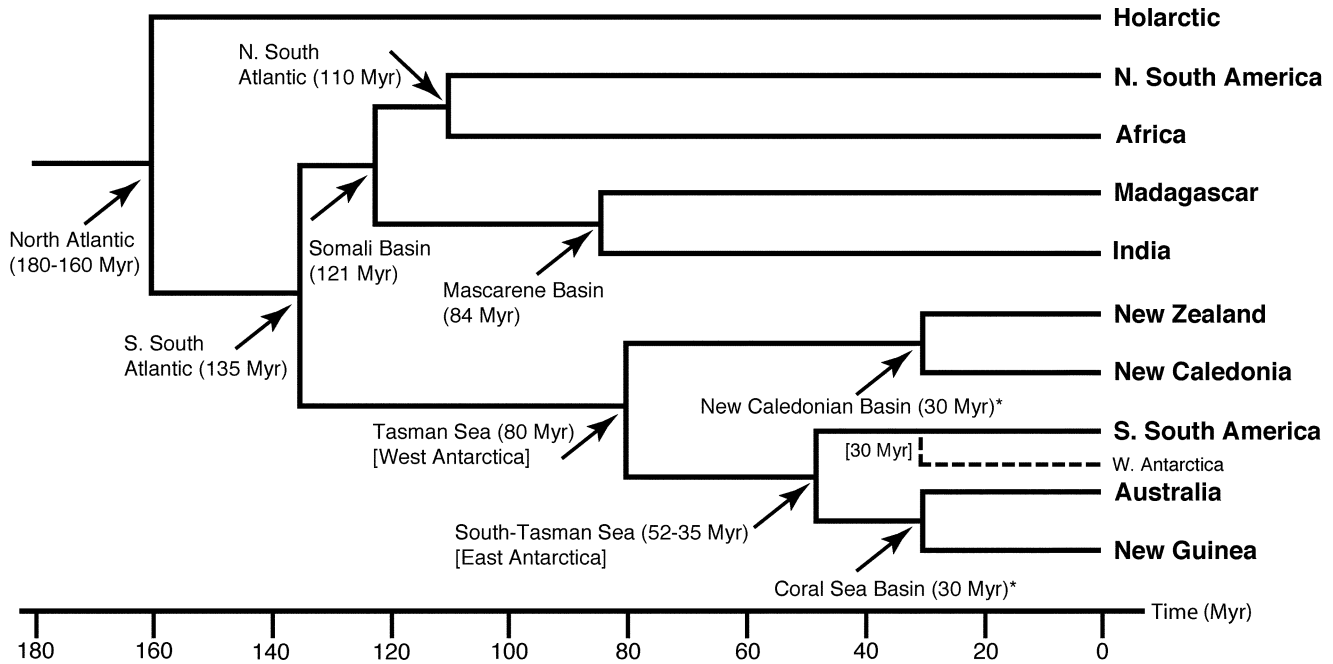 Holarctic
N. South
Atlantic (110 Myr)
N. South America
Africa
Madagascar
North Atlantic
(180-160 Myr)
Somali Basin
(121 Myr)
India
Mascarene Basin
(84 Myr)
New Zealand
S. South
Atlantic (135 Myr)
New Caledonia
New Caledonian Basin (30 Myr)*
Tasman Sea (80 Myr)
[West Antarctica]
S. South America
[30 Myr]
W. Antarctica
Australia
South-Tasman Sea (52-35 Myr)
[East Antarctica]
New Guinea
Coral Sea Basin (30 Myr)*
Time (Myr)
180 160 140 120 100 80 60 40 20 0